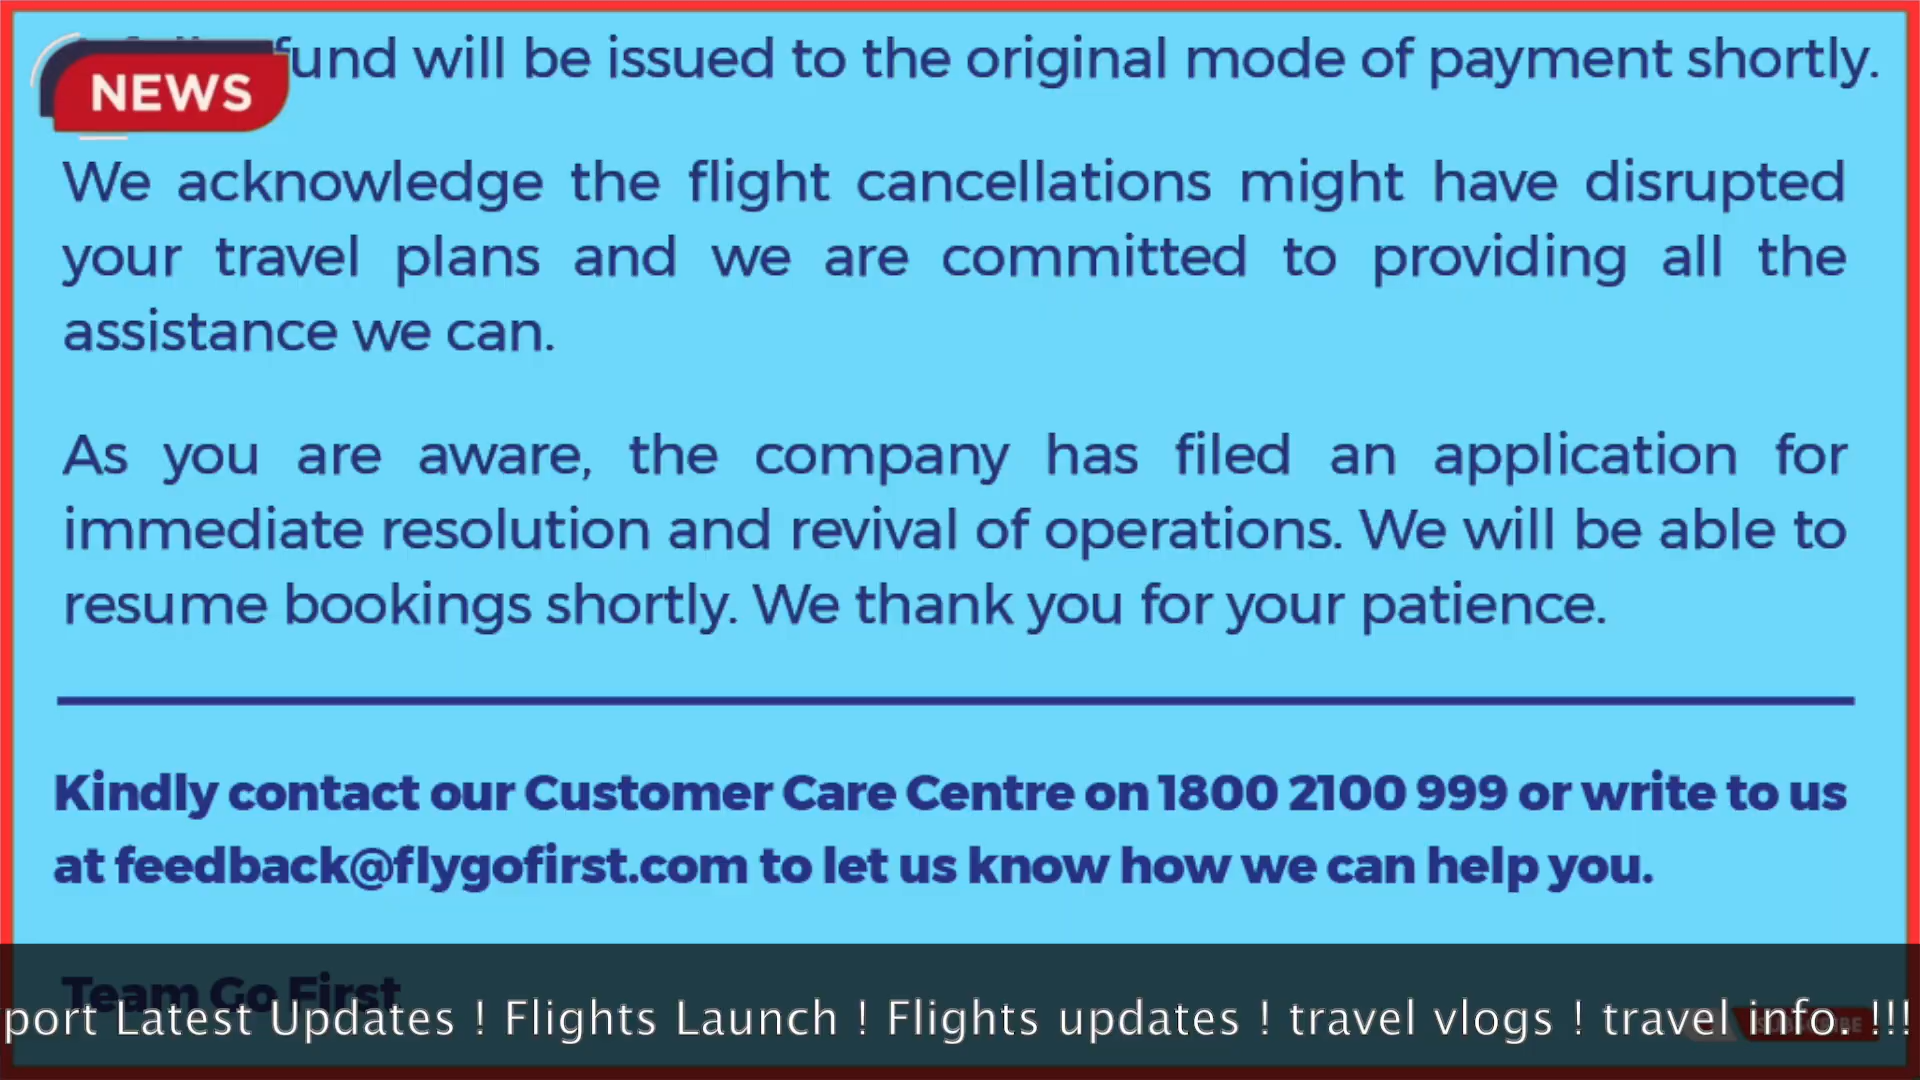 fund will be issued to the original mode of payment shortly.
NEWS
We acknowledge the flight cancellations might have disrupted
your travel plans and we are committed to providing all the
assistance we can.
As you are aware, the company has filed an application for
immediate resolution and revival of operations. We will be able to
resume bookings shortly. We thank you for your patience.
Kindly contact our Customer Care Centre on 1800 2100 999 or write to us
at feedback@flygofirst.com to let us know how we can help you.
Team Go First
port Latest Updates ! Flights Launch ! Flights updates ! travel vlogs ! travel info. !!!
SUBSCRIBE